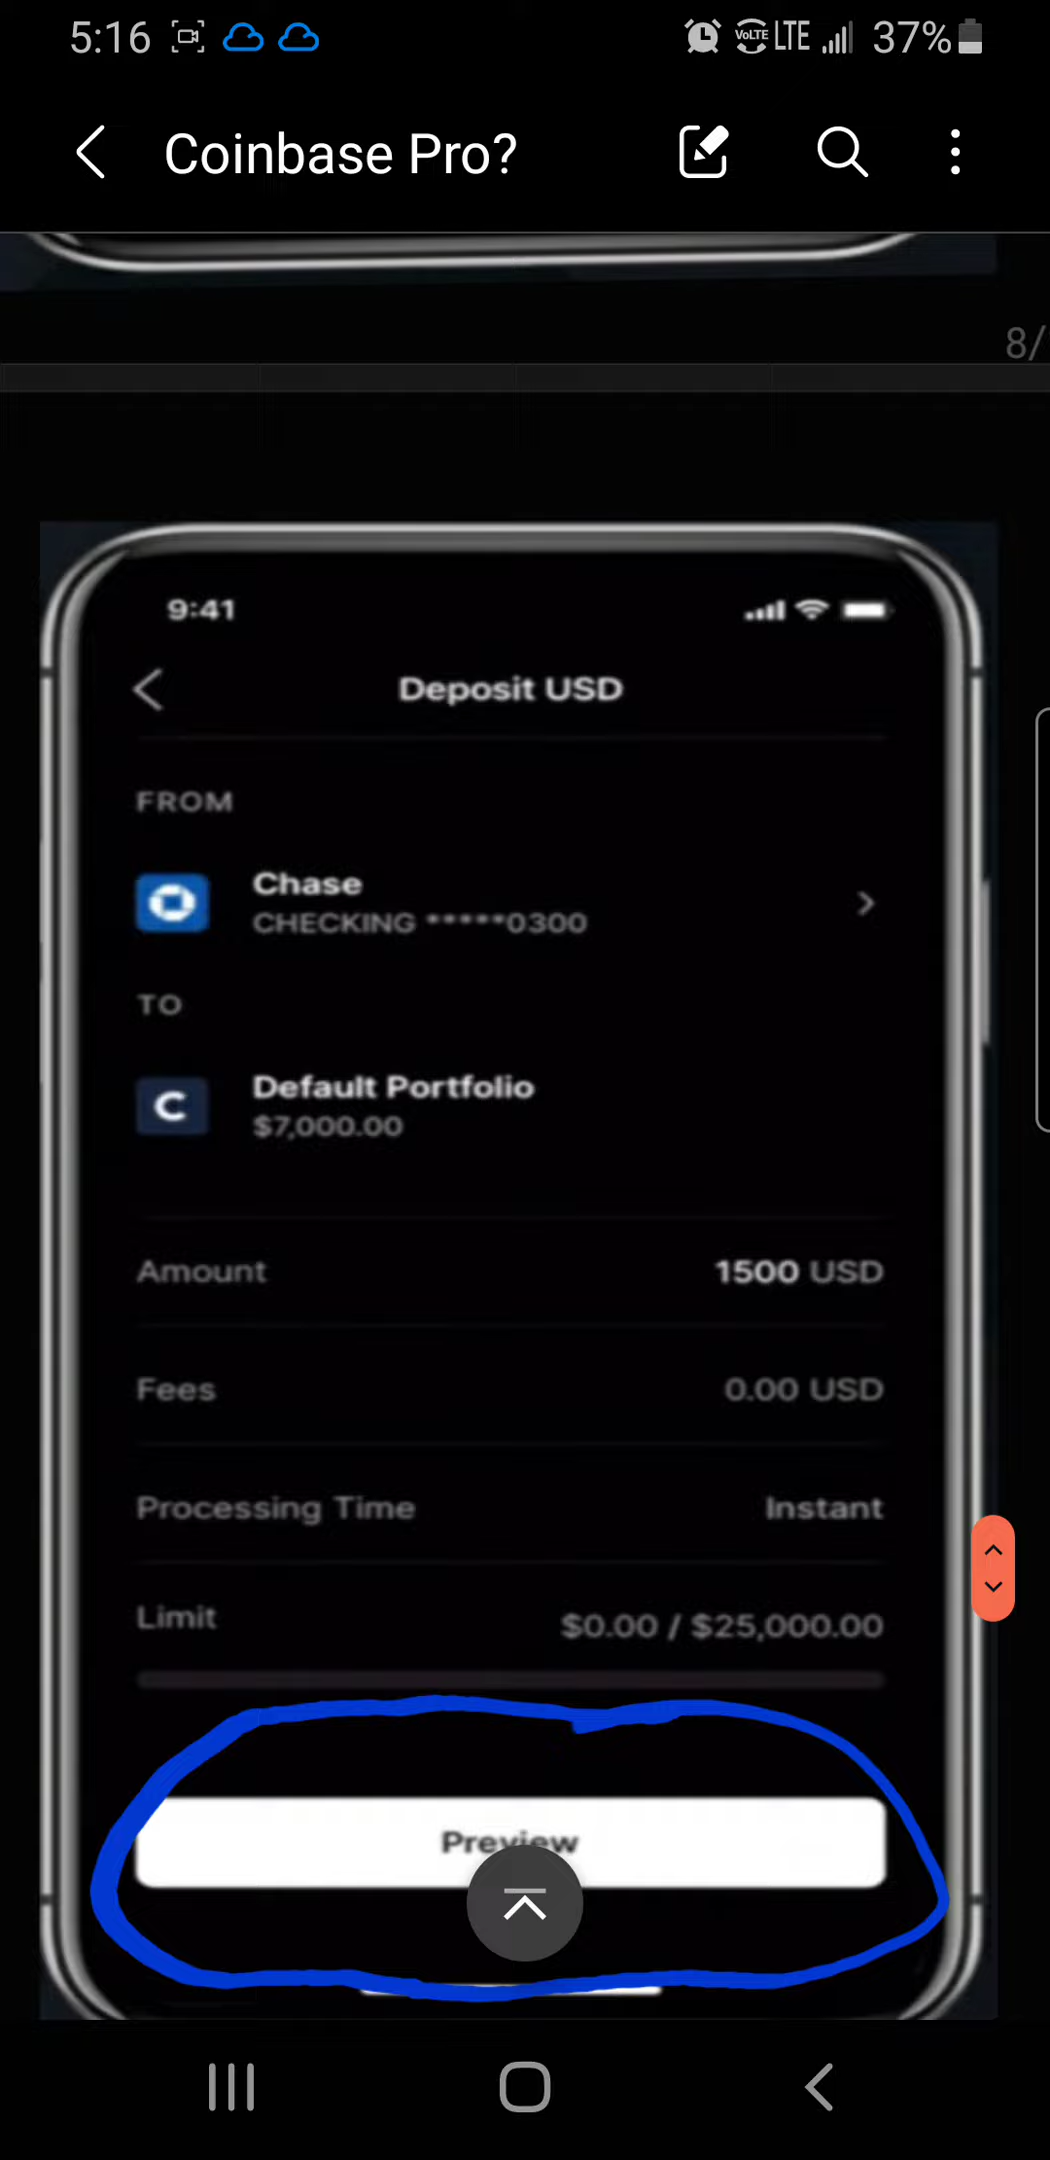 5:16 VoLTE LTE 37%
Coinbase Pro?
8/
9:41
Deposit USD
FROM
Chase
CHECKING *****0300
TO
C Default Portfolio
$7,000.00
Amount 1500 USD
Fees 0.00 USD
Processing Time Instant
Limit $0.00 / $25,000.00
Preview